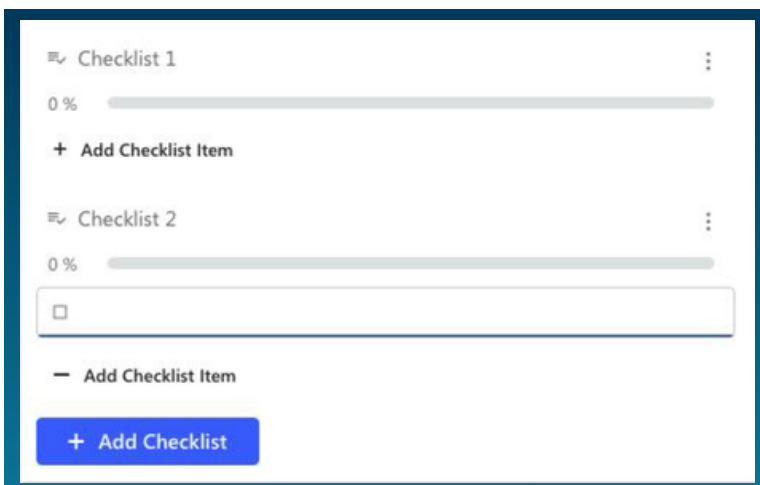 Checklist 1
0 %
+ Add Checklist Item
Checklist 2
0 %
− Add Checklist Item
+ Add Checklist